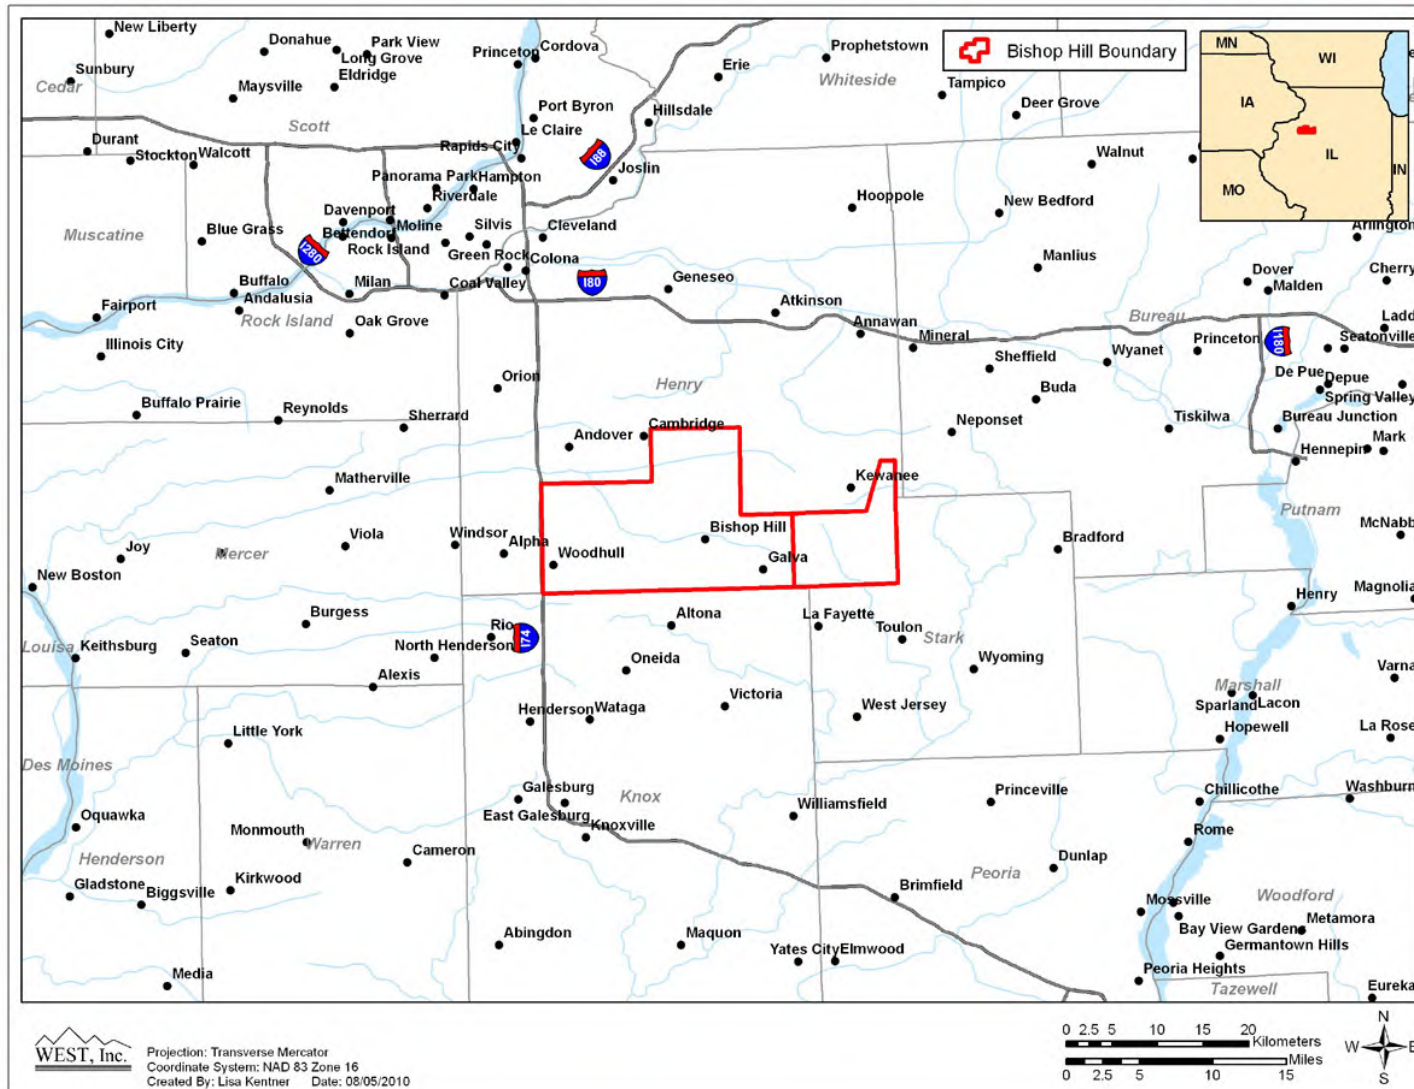 New Liberty
Donahue
Park View
Long Grove
Eldridge
Princeton
Cordova
Prophetstown
Bishop Hill Boundary
MN
WI
IA
IL
IN
MO
Sunbury
Cedar
Maysville
Erie
Whiteside
Tampico
Port Byron
Hillsdale
Deer Grove
Scott
Le Claire
Durant
Stockton
Walcott
Rapids City
I88
Joslin
Walnut
Panorama Park
Hampton
Riverdale
Hooppole
New Bedford
Davenport
Moline
Silvis
Cleveland
Muscatine
Blue Grass
I280
Bettendorf
Rock Island
Green Rock
Colona
Arlington
Manlius
Buffalo
Milan
Coal Valley
I80
Geneseo
Dover
Cherry
Malden
Fairport
Andalusia
Rock Island
Oak Grove
Atkinson
Annawan
Mineral
Bureau
Ladd
Illinois City
Sheffield
Wyanet
Princeton
I180
Seatonville
Orion
Henry
Buda
De Pue
Depue
Spring Valley
Buffalo Prairie
Reynolds
Sherrard
Andover
Cambridge
Neponset
Tiskilwa
Bureau Junction
Mark
Hennepin
Matherville
Kewanee
Putnam
Joy
Mercer
Viola
Windsor
Alpha
Woodhull
Bishop Hill
Galva
Bradford
McNabb
New Boston
Henry
Magnolia
Burgess
Rio
I74
Altona
La Fayette
Toulon
Stark
Louisa
Keithsburg
Seaton
North Henderson
Oneida
Wyoming
Alexis
Varna
Marshall
Little York
Henderson
Wataga
Victoria
West Jersey
Sparland
Lacon
Hopewell
La Rose
Des Moines
Galesburg
East Galesburg
Knox
Williamsfield
Princeville
Chillicothe
Washburn
Oquawka
Monmouth
Warren
Knoxville
Rome
Henderson
Cameron
Dunlap
Gladstone
Biggsville
Kirkwood
Brimfield
Peoria
Mossville
Woodford
Metamora
Bay View Gardens
Abingdon
Maquon
Yates City
Elmwood
Germantown Hills
Media
Peoria Heights
Tazewell
Eureka
WEST, Inc.
Projection: Transverse Mercator
Coordinate System: NAD 83 Zone 16
Created By: Lisa Kentner Date: 08/05/2010
0 2.5 5 10 15 20
Kilometers
Miles
0 2.5 5 10 15
N
W E
S